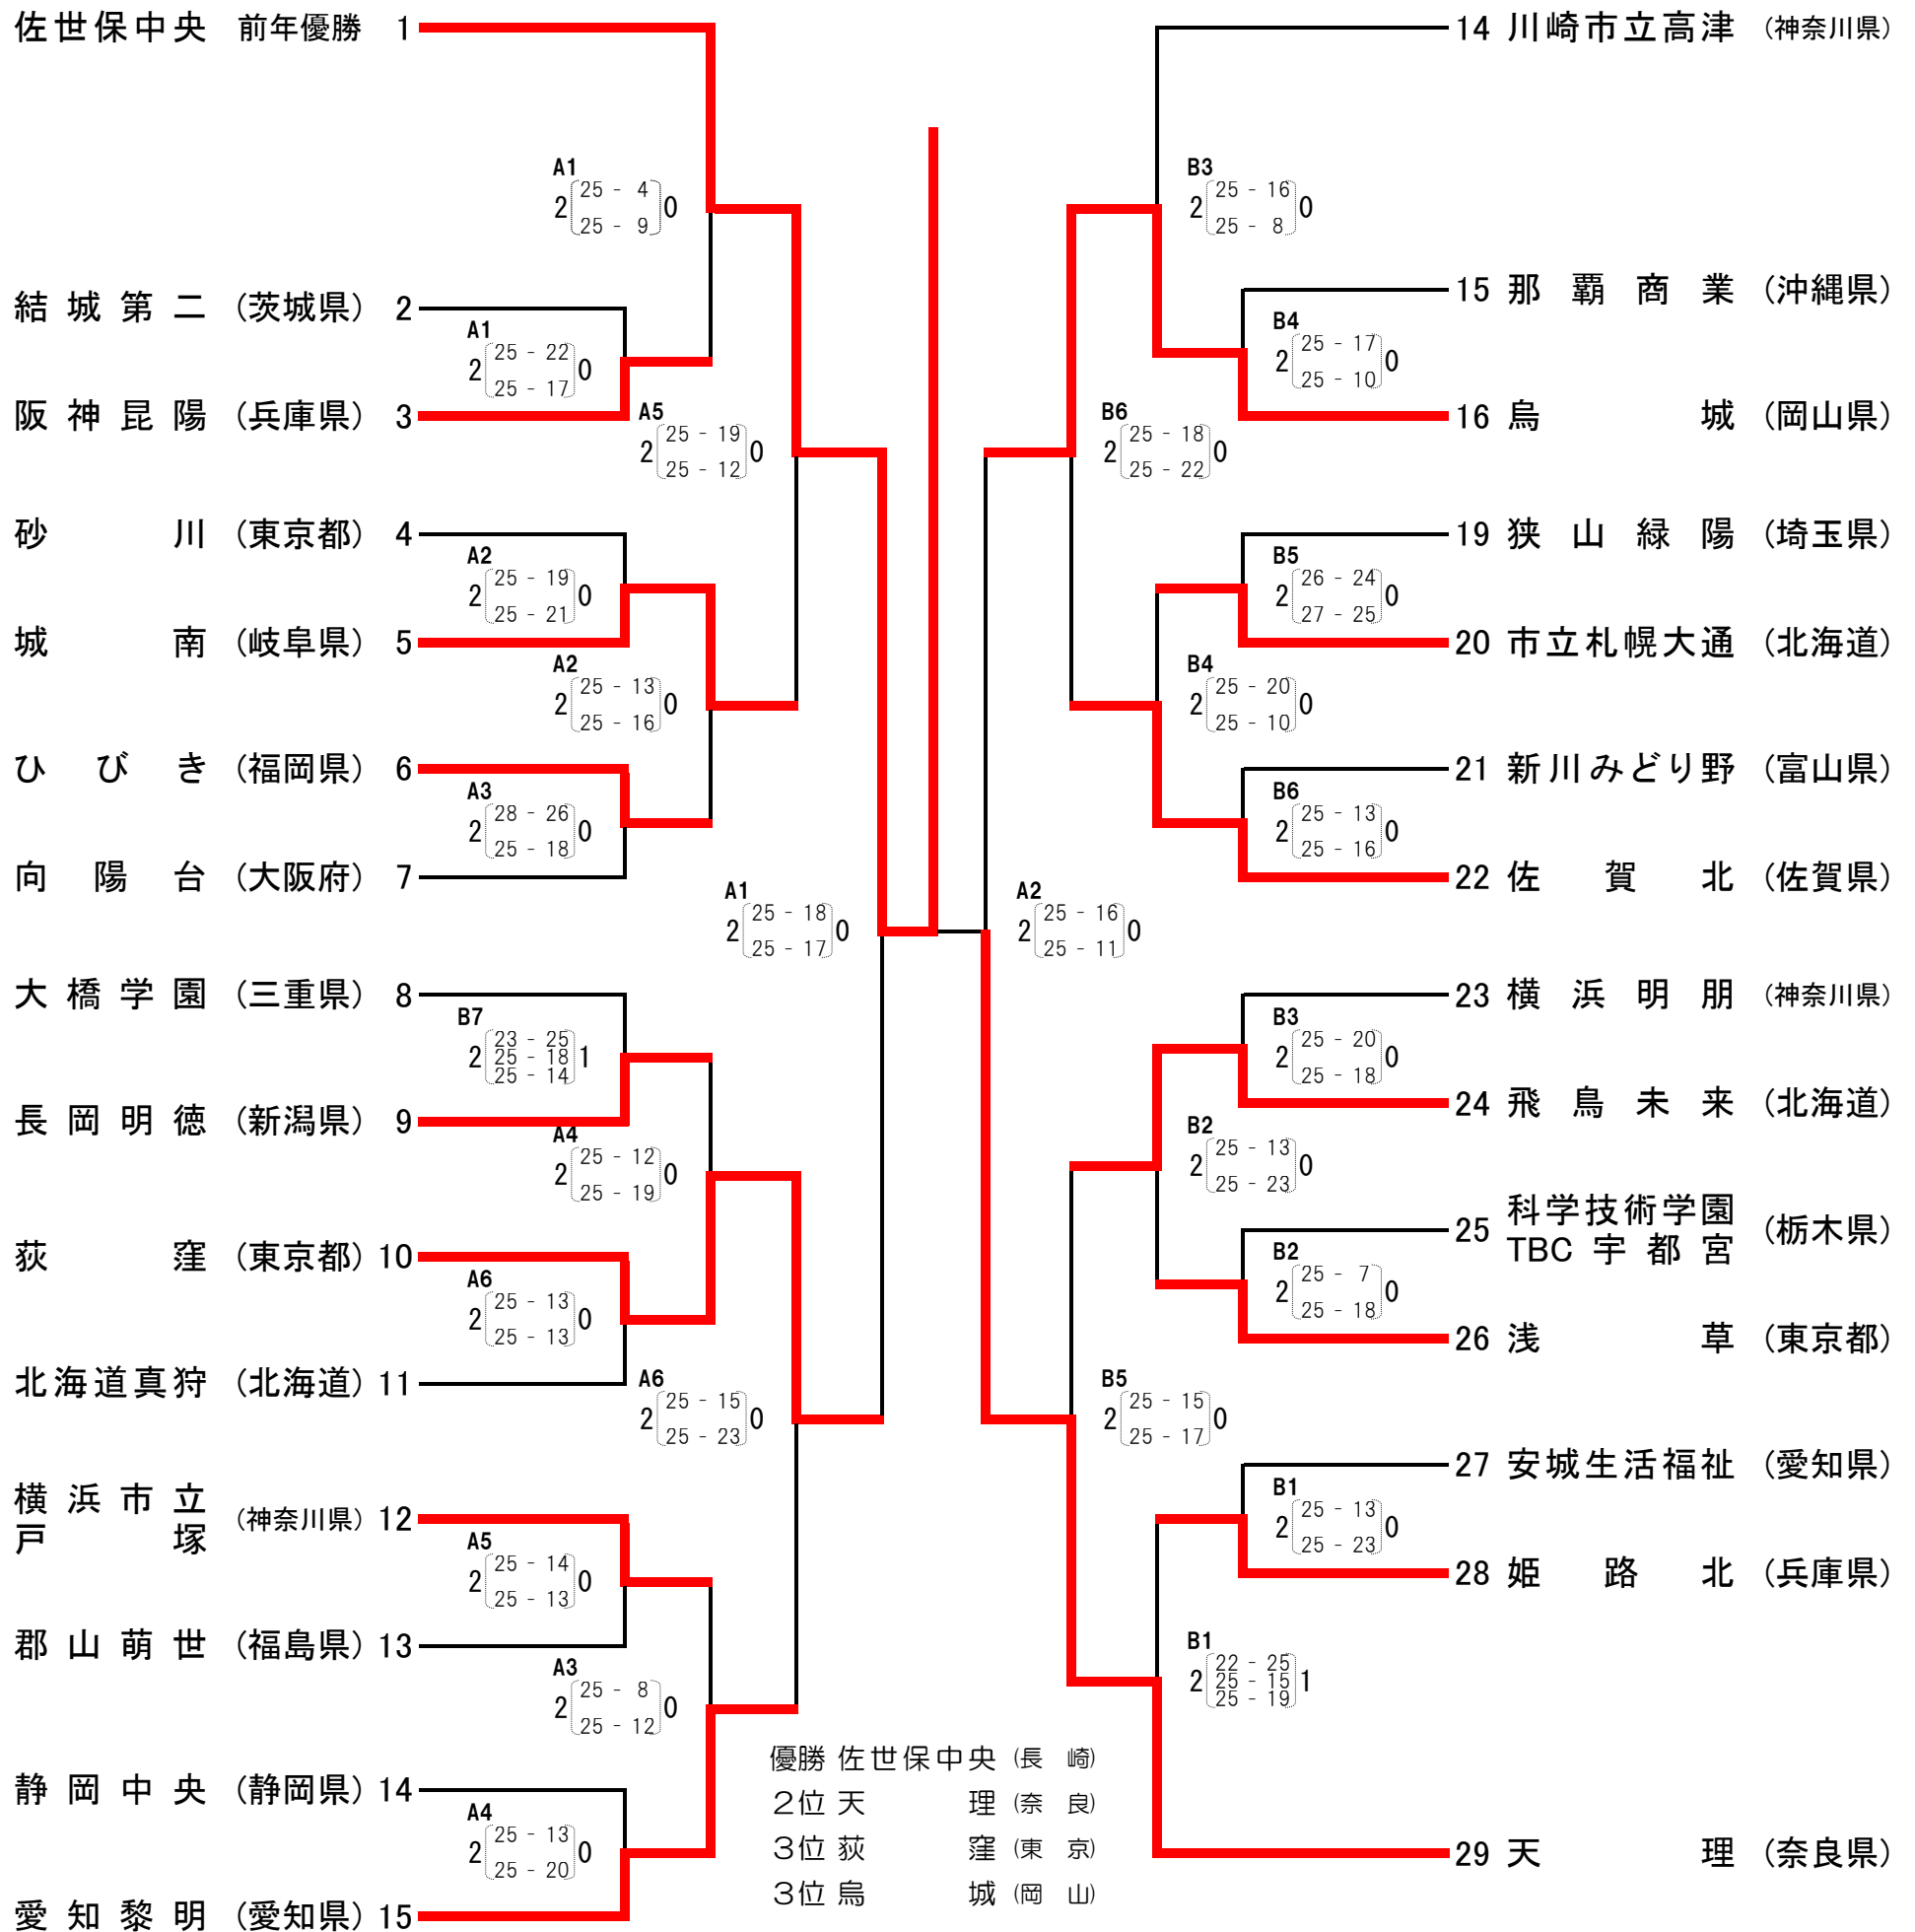 佐世保中央 前年優勝 1
A1
2 25 - 4 0
25 - 9
結城第二 (茨城県) 2
A1
2 25 - 22 0
25 - 17
阪神昆陽 (兵庫県) 3
A5
2 25 - 19 0
25 - 12
砂川 (東京都) 4
A2
2 25 - 19 0
25 - 21
城南 (岐阜県) 5
A2
2 25 - 13 0
25 - 16
ひびき (福岡県) 6
A3
2 28 - 26 0
25 - 18
向陽台 (大阪府) 7
A1
2 25 - 18 0
25 - 17
大橋学園 (三重県) 8
B7
23 - 25
2 25 - 18 1
25 - 14
長岡明徳 (新潟県) 9
A4
2 25 - 12 0
25 - 19
荻窪 (東京都) 10
A6
2 25 - 13 0
25 - 13
北海道真狩 (北海道) 11
A6
2 25 - 15 0
25 - 23
横浜市立
戸塚 (神奈川県) 12
A5
2 25 - 14 0
25 - 13
郡山萌世 (福島県) 13
A3
2 25 - 8 0
25 - 12
静岡中央 (静岡県) 14
A4
2 25 - 13 0
25 - 20
愛知黎明 (愛知県) 15
14 川崎市立高津 (神奈川県)
B3
2 25 - 16 0
25 - 8
15 那覇商業 (沖縄県)
B4
2 25 - 17 0
25 - 10
16 烏城 (岡山県)
B6
2 25 - 18 0
25 - 22
19 狭山緑陽 (埼玉県)
B5
2 26 - 24 0
27 - 25
20 市立札幌大通 (北海道)
B4
2 25 - 20 0
25 - 10
21 新川みどり野 (富山県)
B6
2 25 - 13 0
25 - 16
22 佐賀北 (佐賀県)
A2
2 25 - 16 0
25 - 11
23 横浜明朋 (神奈川県)
B3
2 25 - 20 0
25 - 18
24 飛鳥未来 (北海道)
B2
2 25 - 13 0
25 - 23
25 科学技術学園
TBC宇都宮 (栃木県)
B2
2 25 - 7 0
25 - 18
26 浅草 (東京都)
B5
2 25 - 15 0
25 - 17
27 安城生活福祉 (愛知県)
B1
2 25 - 13 0
25 - 23
28 姫路北 (兵庫県)
B1
22 - 25
2 25 - 15 1
25 - 19
29 天理 (奈良県)
優勝 佐世保中央 (長崎)
2位 天理 (奈良)
3位 荻窪 (東京)
3位 烏城 (岡山)